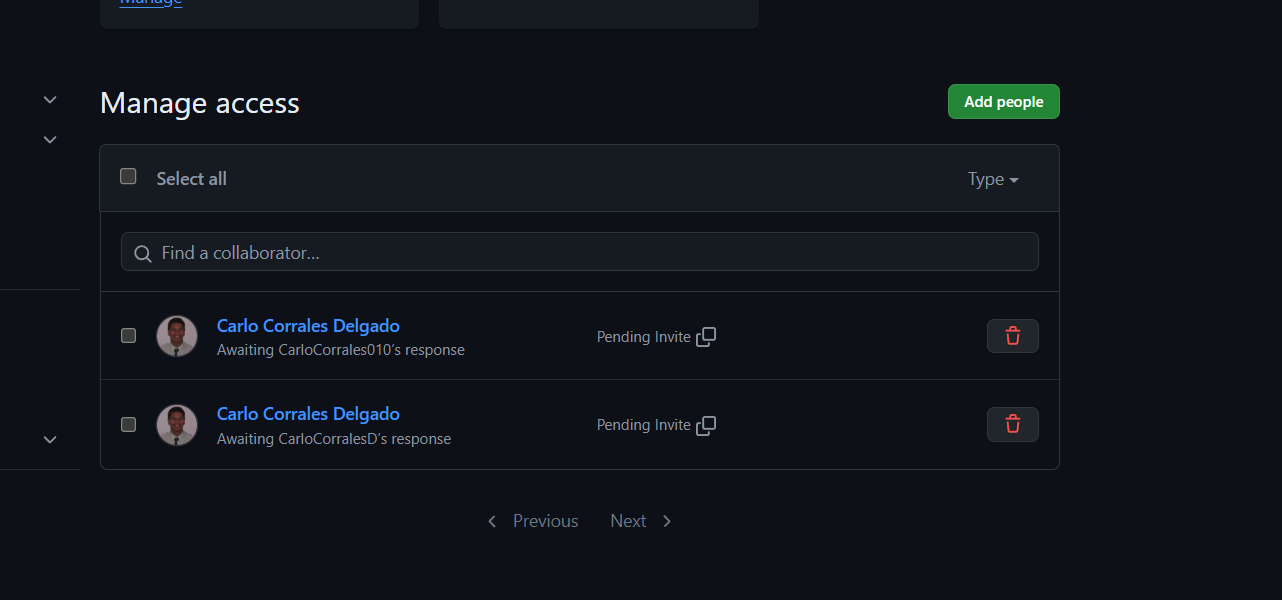 Manage
Manage access
Add people
Select all
Type
Find a collaborator...
Carlo Corrales Delgado
Awaiting CarloCorrales010's response
Pending Invite
Carlo Corrales Delgado
Awaiting CarloCorralesD's response
Pending Invite
Previous
Next